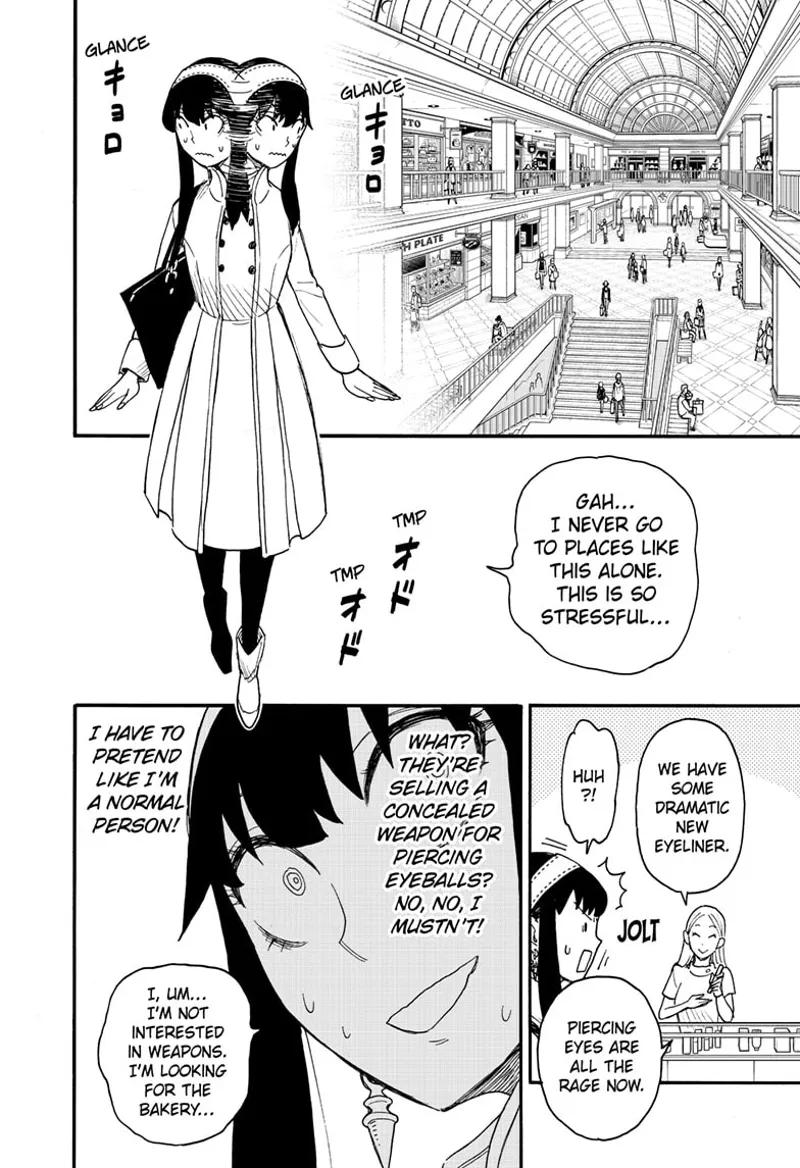 GLANCE
キョロ
GLANCE
キョロ
TTO
SAN
H PLATE
GAH...
I NEVER GO
TO PLACES LIKE
THIS ALONE.
THIS IS SO
STRESSFUL...
TMP
オド
TMP
オド
WE HAVE
SOME
DRAMATIC
NEW
EYELINER.
HUH
?!
JOLT
PIERCING
EYES ARE
ALL THE
RAGE NOW.
WHAT?
THEY'RE
SELLING A
CONCEALED
WEAPON FOR
PIERCING
EYEBALLS?
NO, NO, I
MUSTN'T!
I HAVE TO
PRETEND
LIKE I'M
A NORMAL
PERSON!
I, UM...
I'M NOT
INTERESTED
IN WEAPONS.
I'M LOOKING
FOR THE
BAKERY...